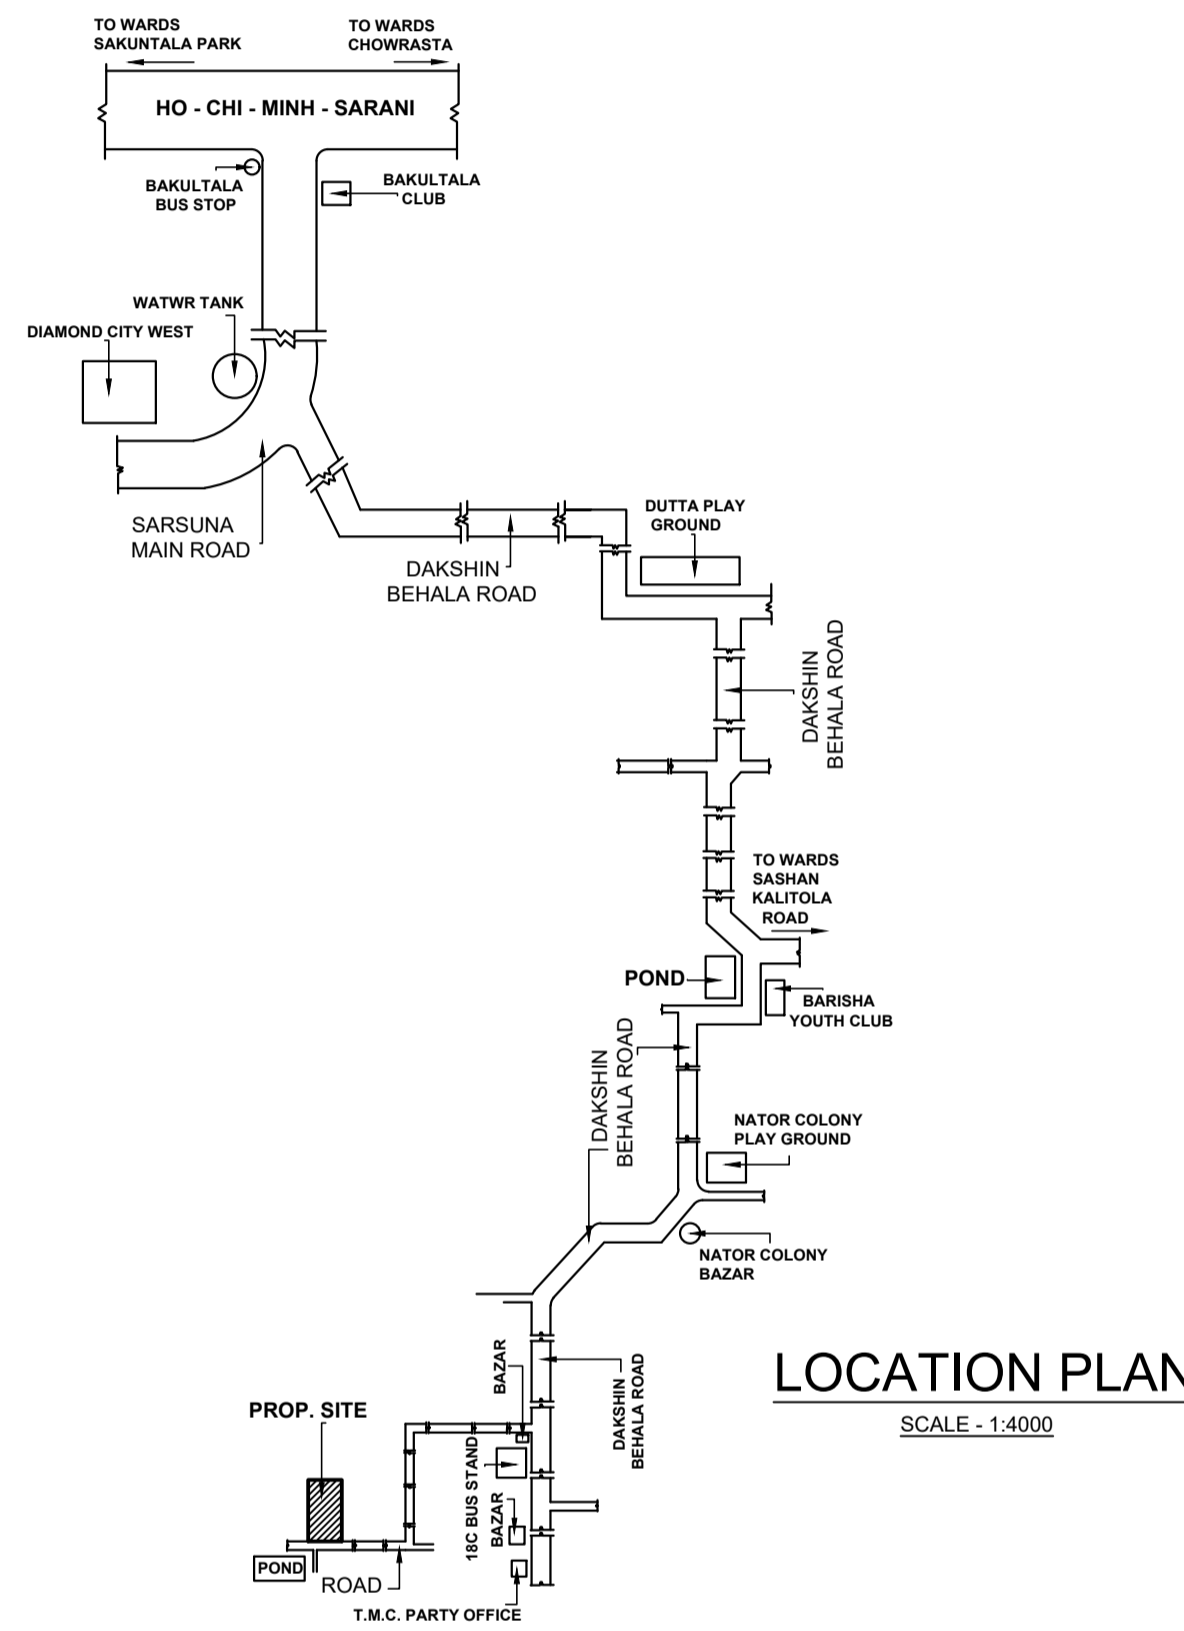 TO WARDS
SAKUNTALA PARK
TO WARDS
CHOWRASTA
HO - CHI - MINH - SARANI
BAKULTALA
BUS STOP
BAKULTALA
CLUB
WATWR TANK
DIAMOND CITY WEST
SARSUNA
MAIN ROAD
DAKSHIN
BEHALA ROAD
DUTTA PLAY
GROUND
DAKSHIN
BEHALA ROAD
TO WARDS
SASHAN
KALITOLA
ROAD
POND
BARISHA
YOUTH CLUB
DAKSHIN
BEHALA ROAD
NATOR COLONY
PLAY GROUND
NATOR COLONY
BAZAR
BAZAR
DAKSHIN
BEHALA ROAD
LOCATION PLAN
SCALE - 1:4000
PROP. SITE
18C BUS STAND
BAZAR
POND
ROAD
T.M.C. PARTY OFFICE